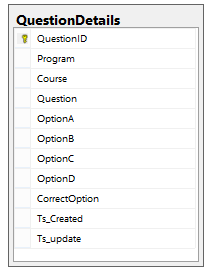 QuestionDetails
QuestionID
Program
Course
Question
OptionA
OptionB
OptionC
OptionD
CorrectOption
Ts_Created
Ts_update